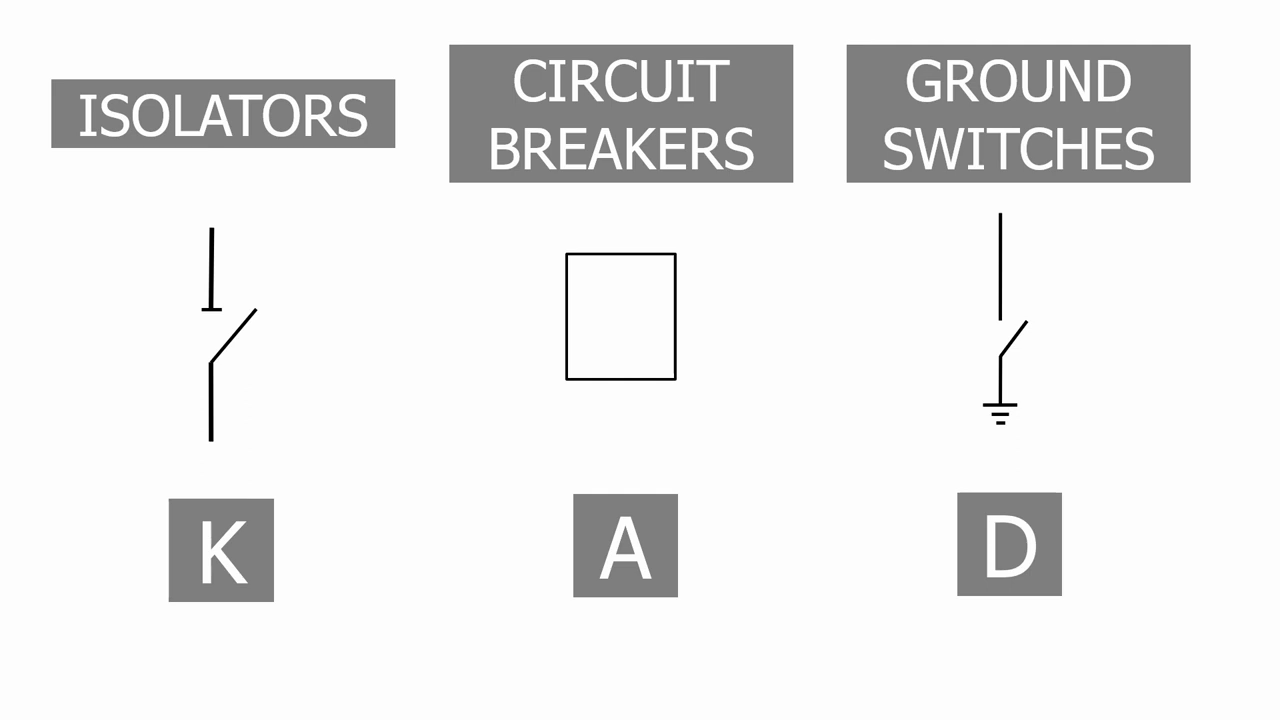 ISOLATORS
CIRCUIT
BREAKERS
GROUND
SWITCHES
K
A
D